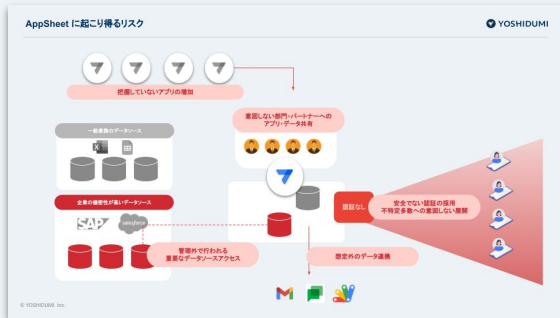 AppSheet に起こり得るリスク
YOSHIDUMI
把握していないアプリの増加
意図しない部門・パートナーへの
アプリ・データ共有
一般業務のデータソース
企業の機密性が高いデータソース
SAP
salesforce
認証なし
安全でない認証の採用
不特定多数への意図しない展開
管理外で行われる
重要なデータソースアクセス
想定外のデータ連携
© YOSHIDUMI Inc.